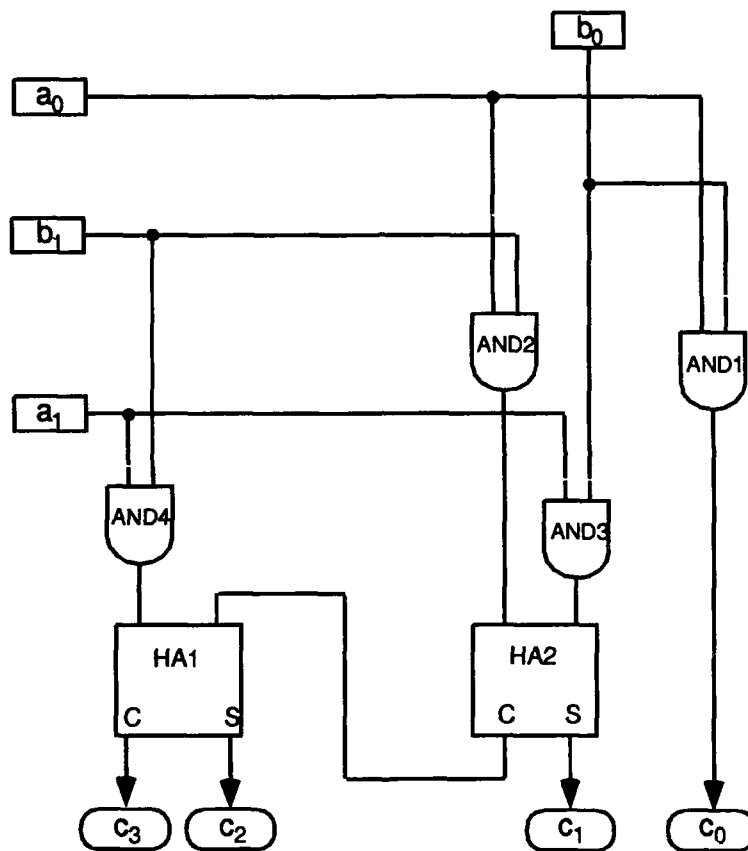 b₀
a₀
b₁
AND2
AND1
a₁
AND4
AND3
HA1
HA2
C S
C S
c₃
c₂
c₁
c₀